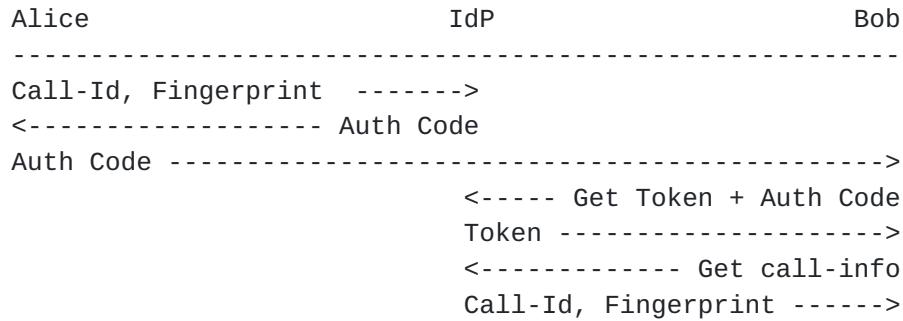 Alice                       IdP                       Bob
---------------------------------------------------------
Call-Id, Fingerprint  ------->
<------------------- Auth Code
Auth Code ---------------------------------------------->
                             <----- Get Token + Auth Code
                             Token --------------------->
                             <------------- Get call-info
                             Call-Id, Fingerprint ------>